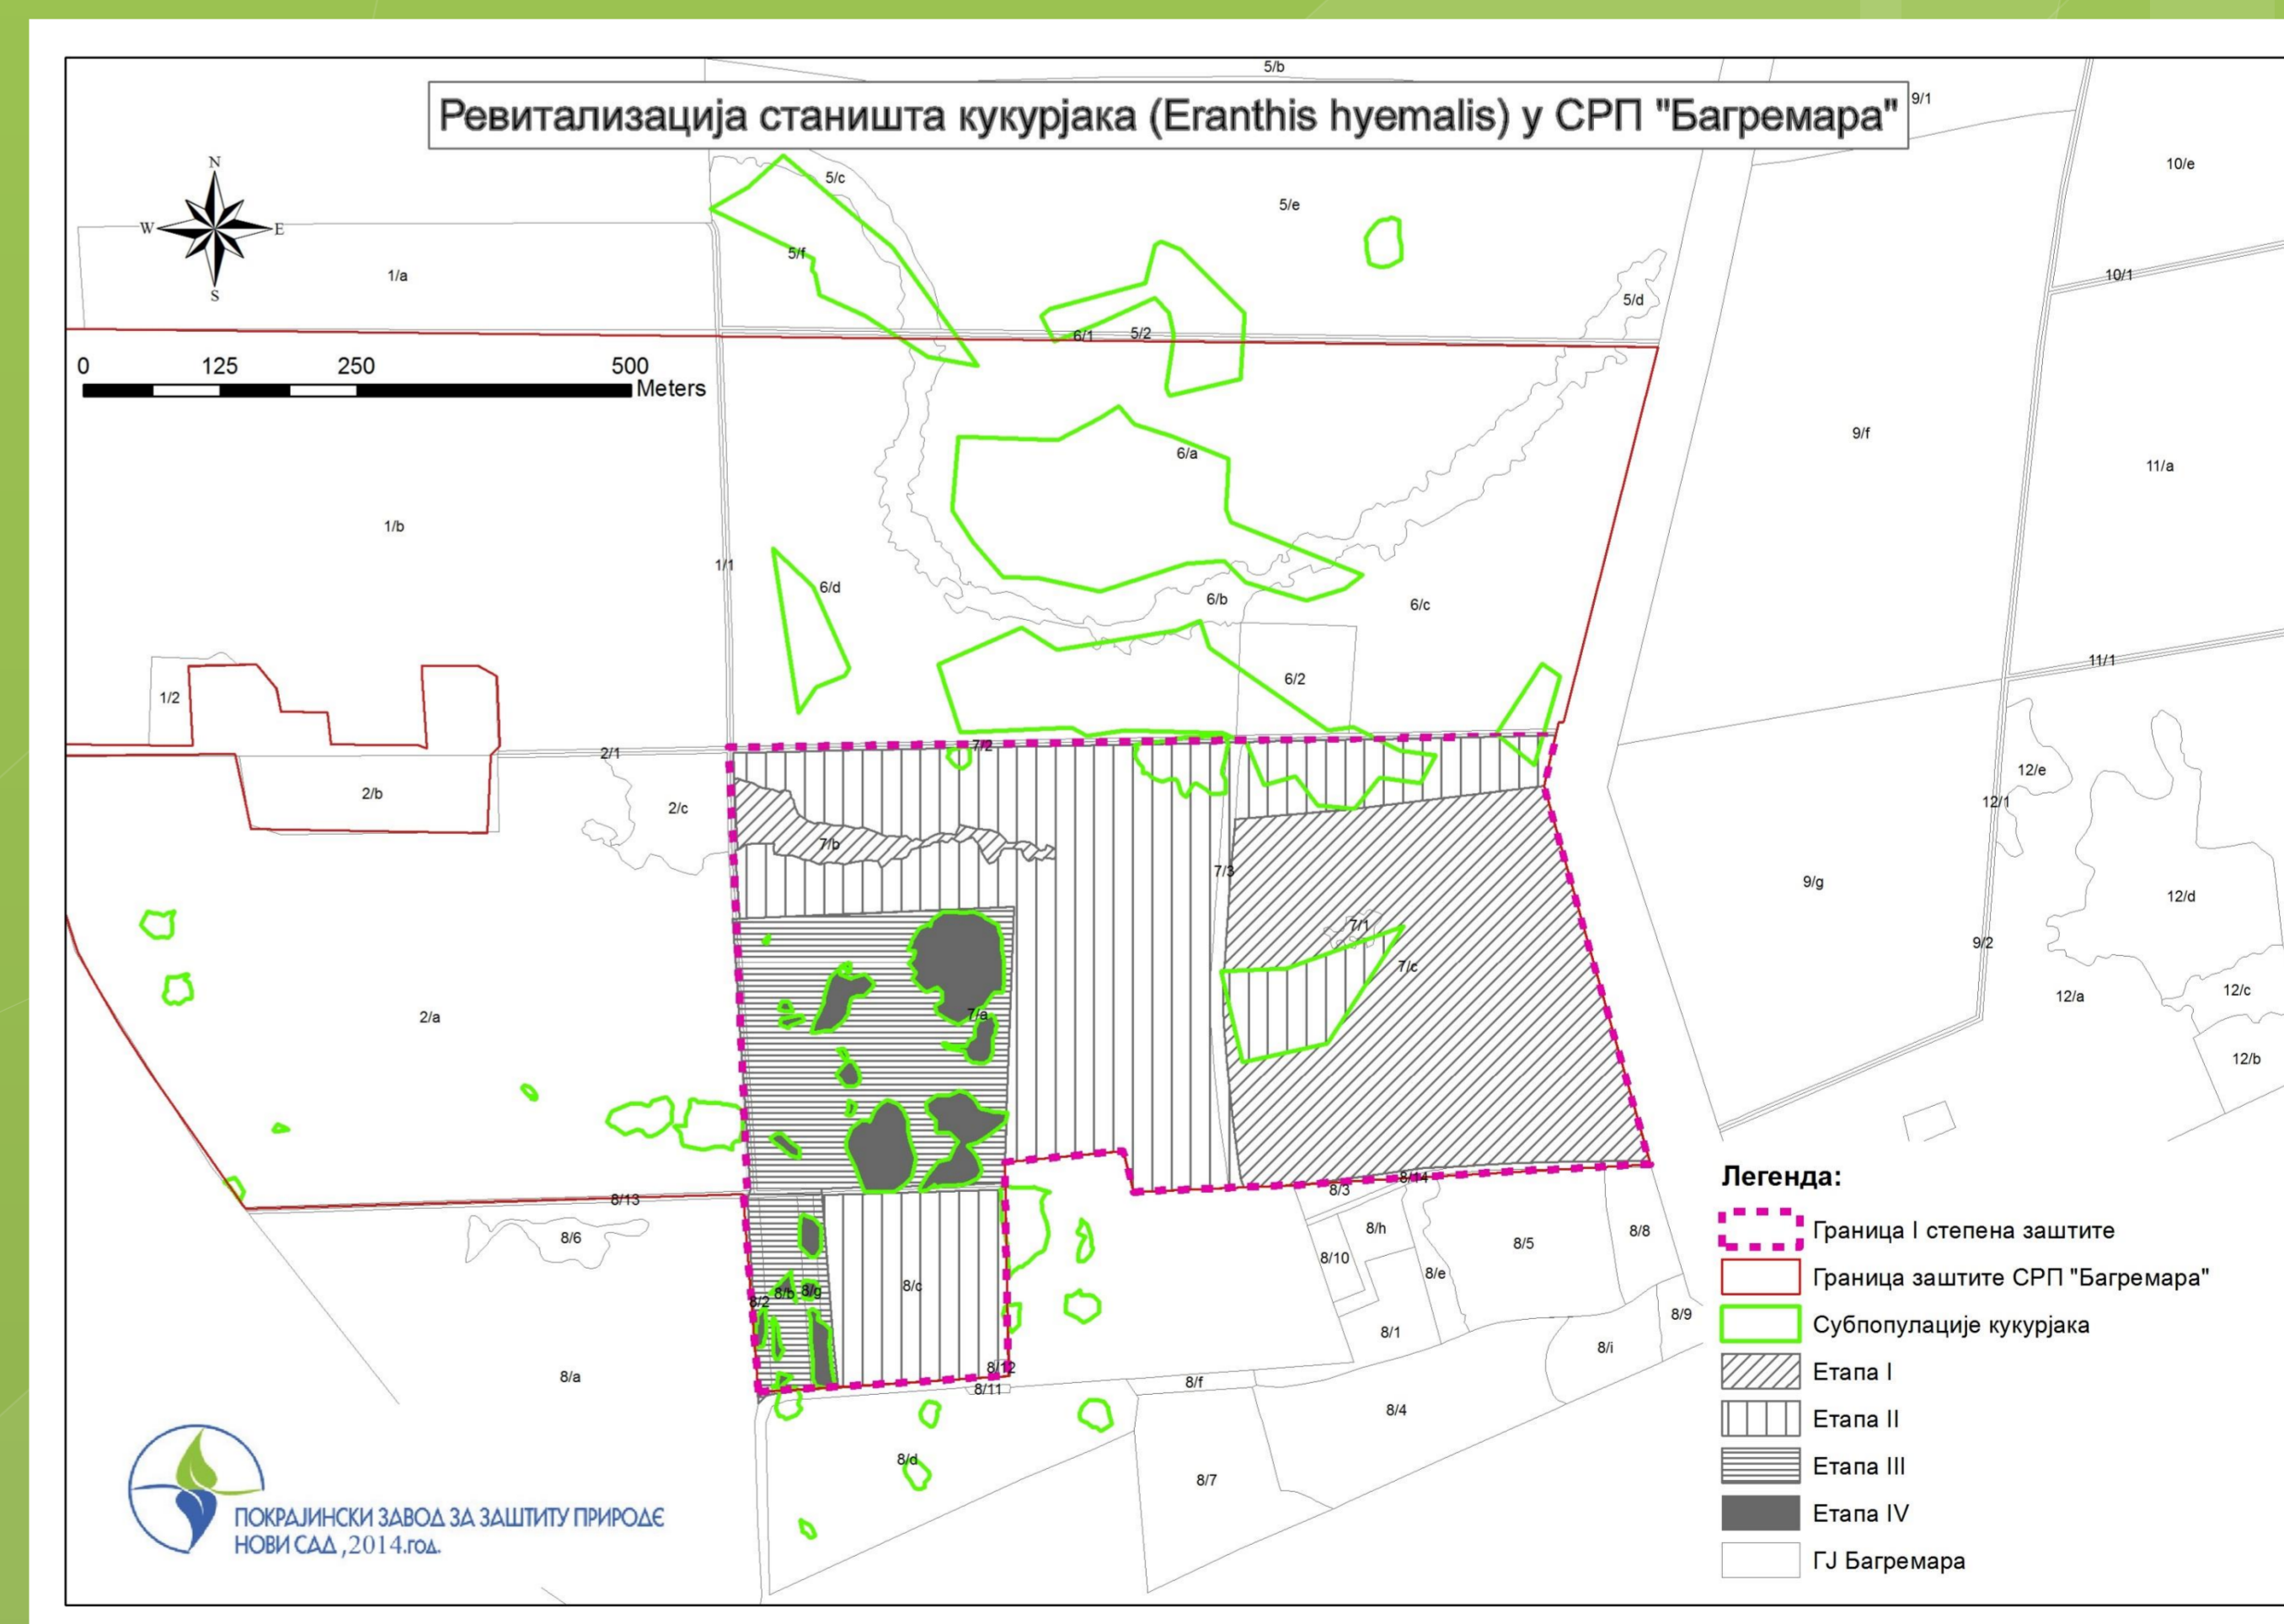 5/b
Ревитализација станишта кукурјака (Eranthis hyemalis) у СРП "Багремара"
9/1
N
W
E
S
5/c
10/e
5/e
5/f
1/a
10/1
5/d
6/1
5/2
0
125
250
500
Meters
9/f
6/a
11/a
1/b
1/1
6/d
6/b
6/c
11/1
6/2
1/2
7/2
2/1
12/e
2/b
12/1
2/c
7/b
7/3
9/g
12/d
7/1
9/2
7/c
12/c
12/a
2/a
7/a
12/b
8/13
8/14
8/3
8/6
8/h
8/5
8/8
8/10
8/e
8/c
8/b
8/g
8/2
8/9
8/1
8/i
8/12
8/a
8/11
8/f
8/4
8/d
8/7
Легенда:
Граница I степена заштите
Граница заштите СРП "Багремара"
Субпопулације кукурјака
Етапа I
Етапа II
Етапа III
Етапа IV
ГЈ Багремара
ПОКРАЈИНСКИ ЗАВОД ЗА ЗАШТИТУ ПРИРОДЕ
НОВИ САД ,2014.год.